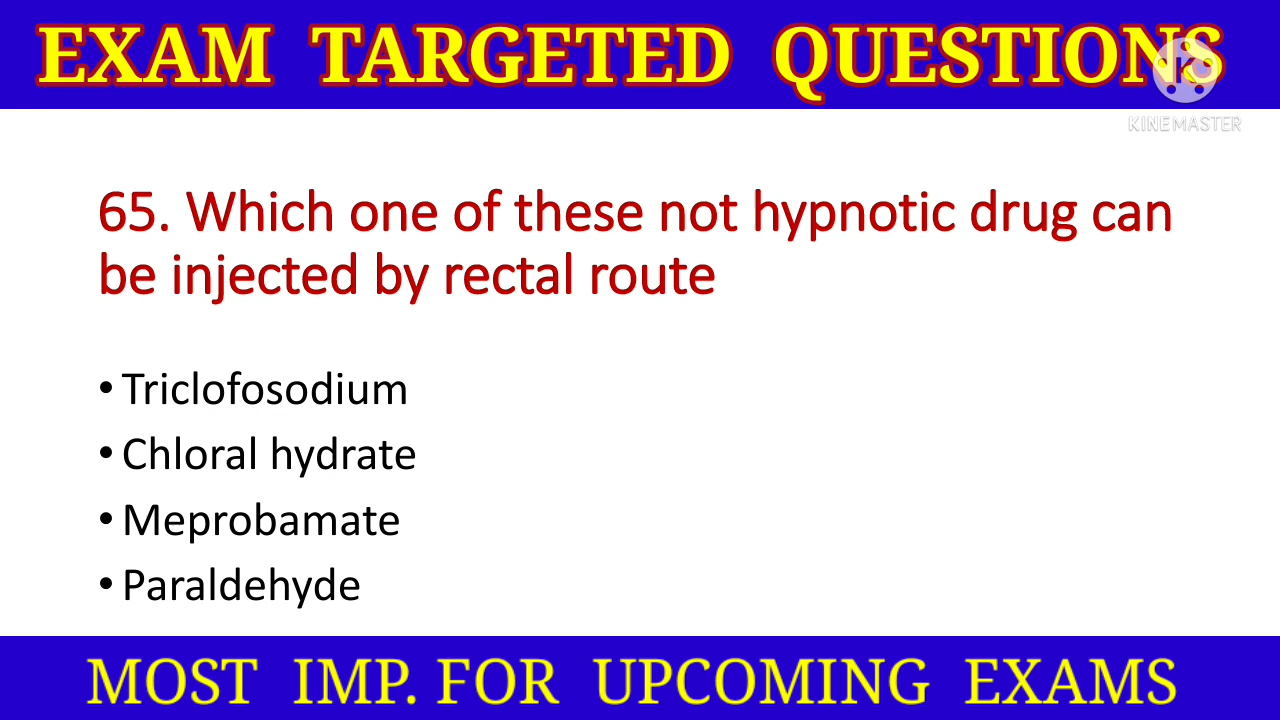 EXAM TARGETED QUESTIONS
KINEMASTER
65. Which one of these not hypnotic drug can
be injected by rectal route
• Triclofosodium
• Chloral hydrate
• Meprobamate
• Paraldehyde
MOST IMP. FOR UPCOMING EXAMS